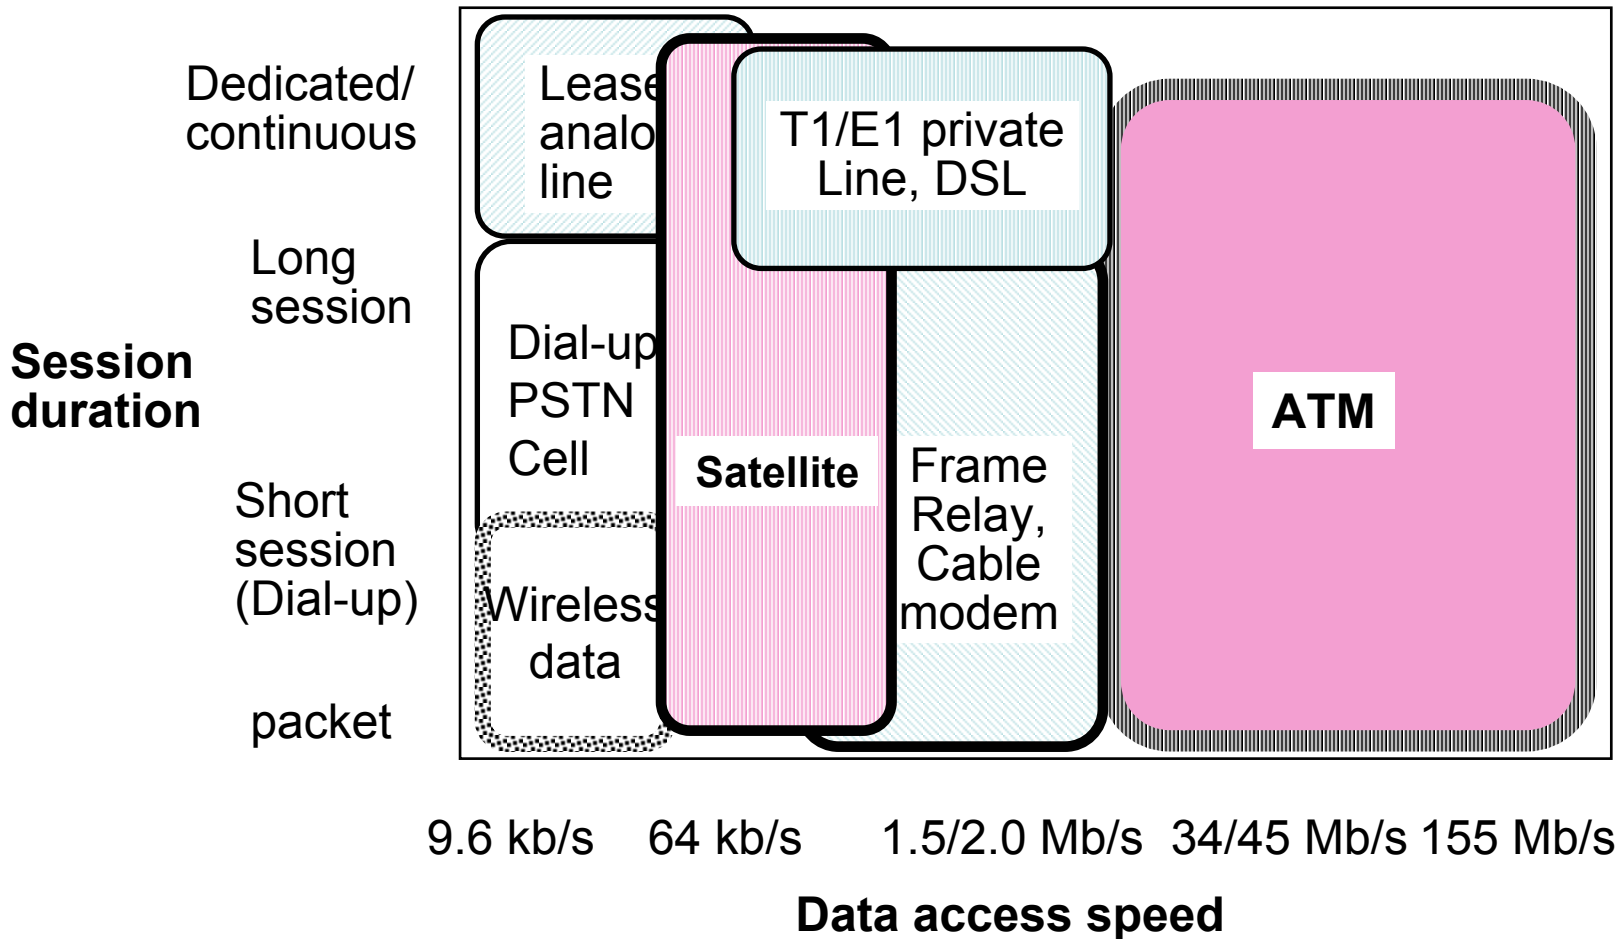 Dedicated/
continuous
Long
session
Session
duration
Short
session
(Dial-up)
packet
Lease
analo
line
Dial-up
PSTN
Cell
Wireless
data
Satellite
T1/E1 private
Line, DSL
Frame
Relay,
Cable
modem
ATM
9.6 kb/s
64 kb/s
1.5/2.0 Mb/s
34/45 Mb/s
155 Mb/s
Data access speed